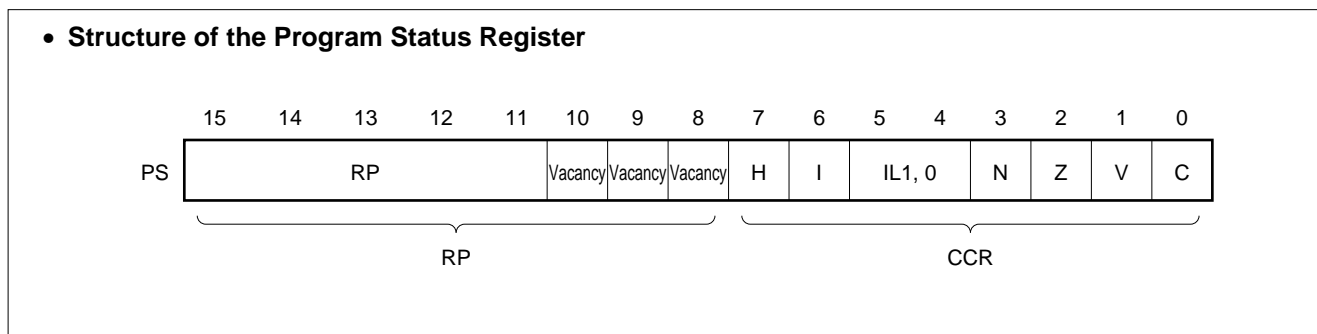 • Structure of the Program Status Register
15 14 13 12 11 10 9 8 7 6 5 4 3 2 1 0
PS RP Vacancy Vacancy Vacancy H I IL1, 0 N Z V C
RP CCR